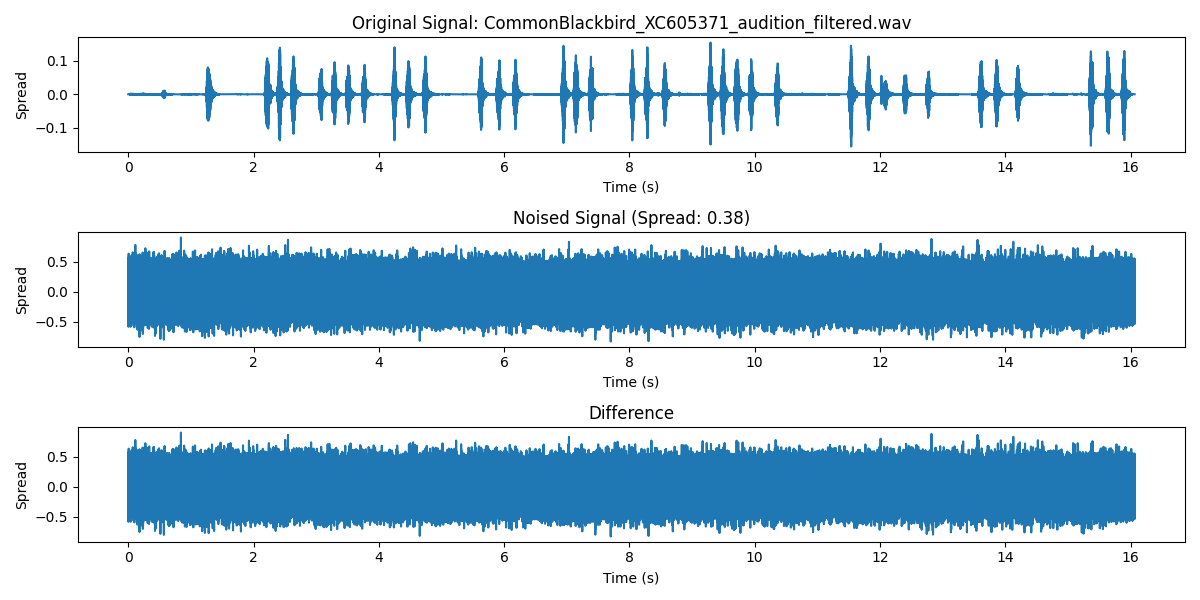 Original Signal: CommonBlackbird_XC605371_audition_filtered.wav
Spread
0.1
0.0
−0.1
0 2 4 6 8 10 12 14 16
Time (s)
Noised Signal (Spread: 0.38)
Spread
0.5
0.0
−0.5
0 2 4 6 8 10 12 14 16
Time (s)
Difference
Spread
0.5
0.0
−0.5
0 2 4 6 8 10 12 14 16
Time (s)